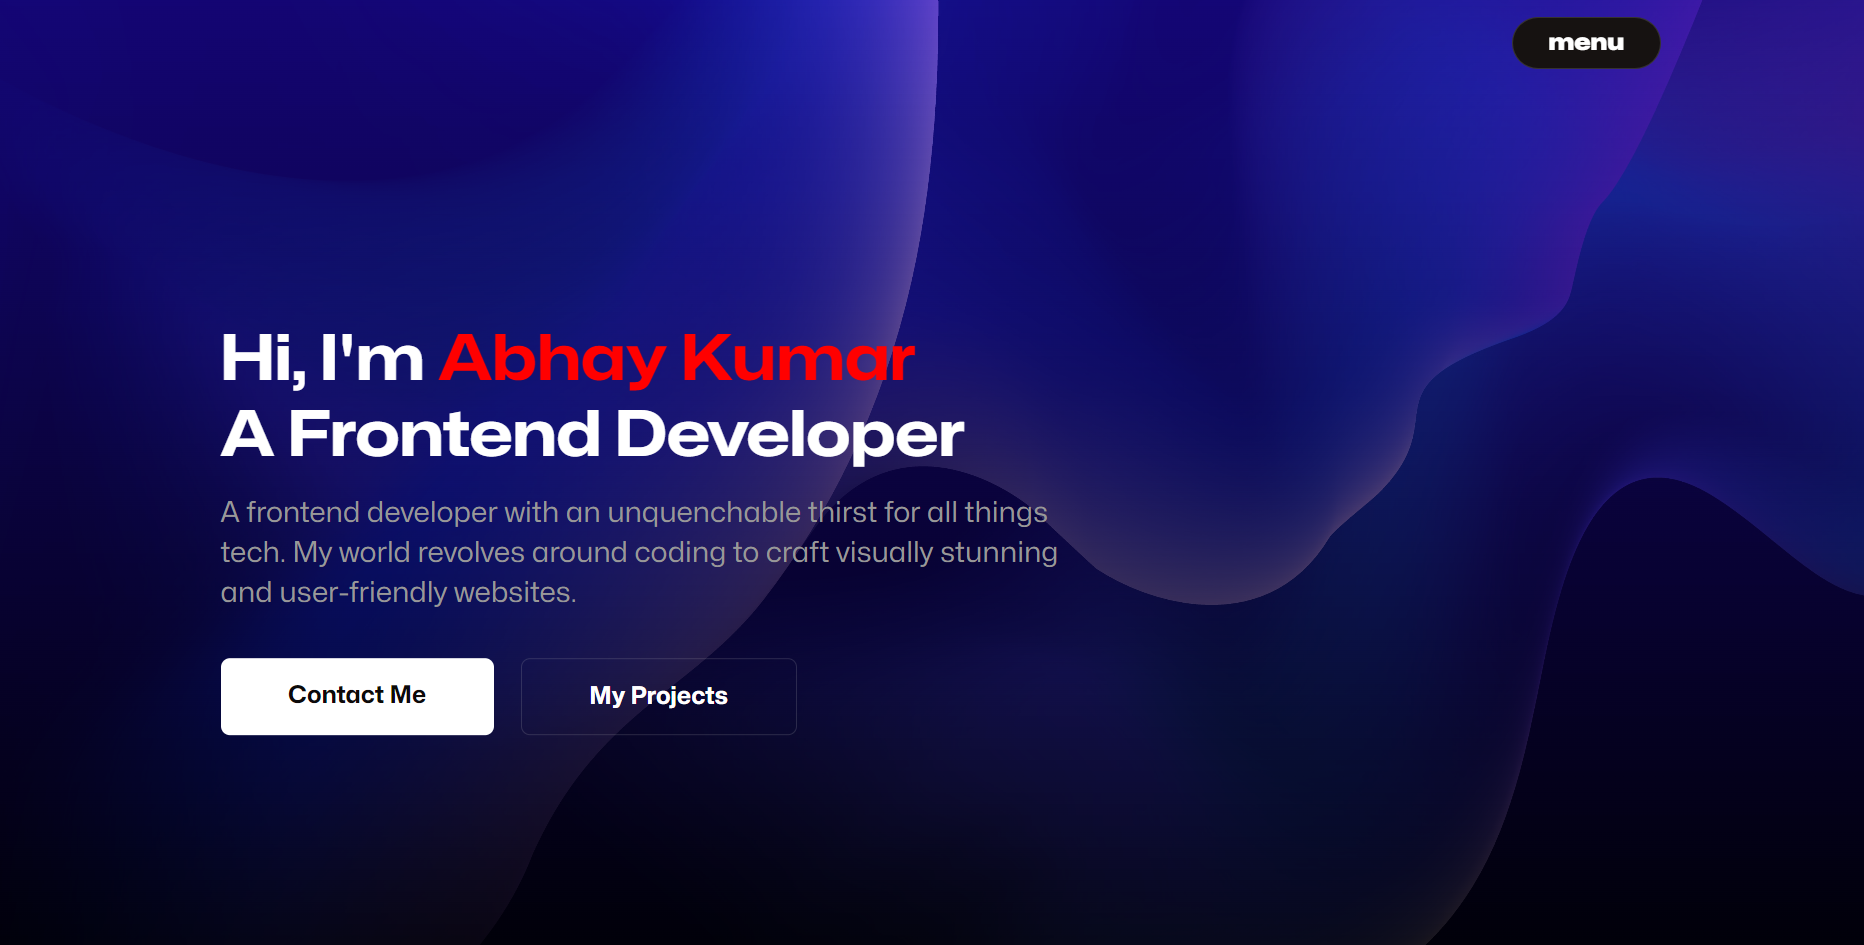 menu
Hi, I'm Abhay Kumar
A Frontend Developer
A frontend developer with an unquenchable thirst for all things
tech. My world revolves around coding to craft visually stunning
and user-friendly websites.
Contact Me
My Projects